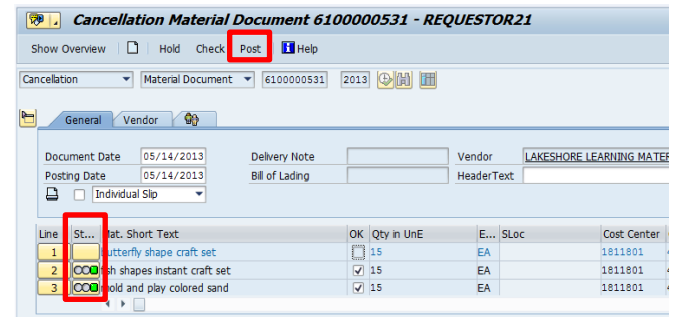 Cancellation Material Document 6100000531 - REQUESTOR21
Show Overview Hold Check Post Help
Cancellation Material Document 6100000531 2013
General Vendor
Document Date 05/14/2013 Delivery Note Vendor LAKESHORE LEARNING MATER
Posting Date 05/14/2013 Bill of Lading HeaderText
Individual Slip
Line St... Mat. Short Text OK Qty in UnE E... SLoc Cost Center
1 butterfly shape craft set 15 EA 1811801
2 fish shapes instant craft set 15 EA 1811801
3 mold and play colored sand 15 EA 1811801